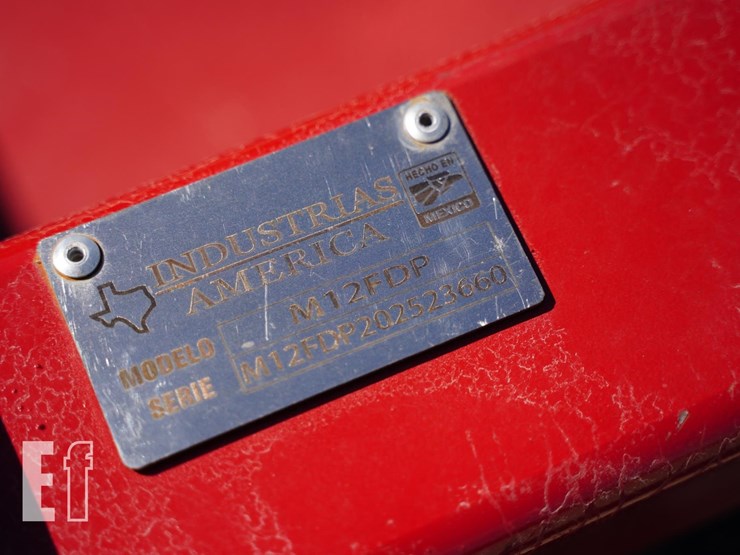 INDUSTRIAS
AMERICA
HECHO EN
MEXICO
MODELO M12FDP
SERIE M12FDP202523660
Ef